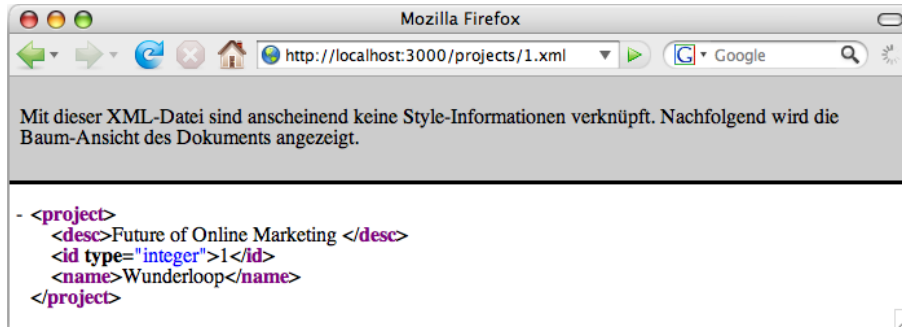 Mozilla Firefox
http://localhost:3000/projects/1.xml
G Google
Mit dieser XML-Datei sind anscheinend keine Style-Informationen verknüpft. Nachfolgend wird die
Baum-Ansicht des Dokuments angezeigt.
- <project>
<desc>Future of Online Marketing </desc>
<id type="integer">1</id>
<name>Wunderloop</name>
</project>